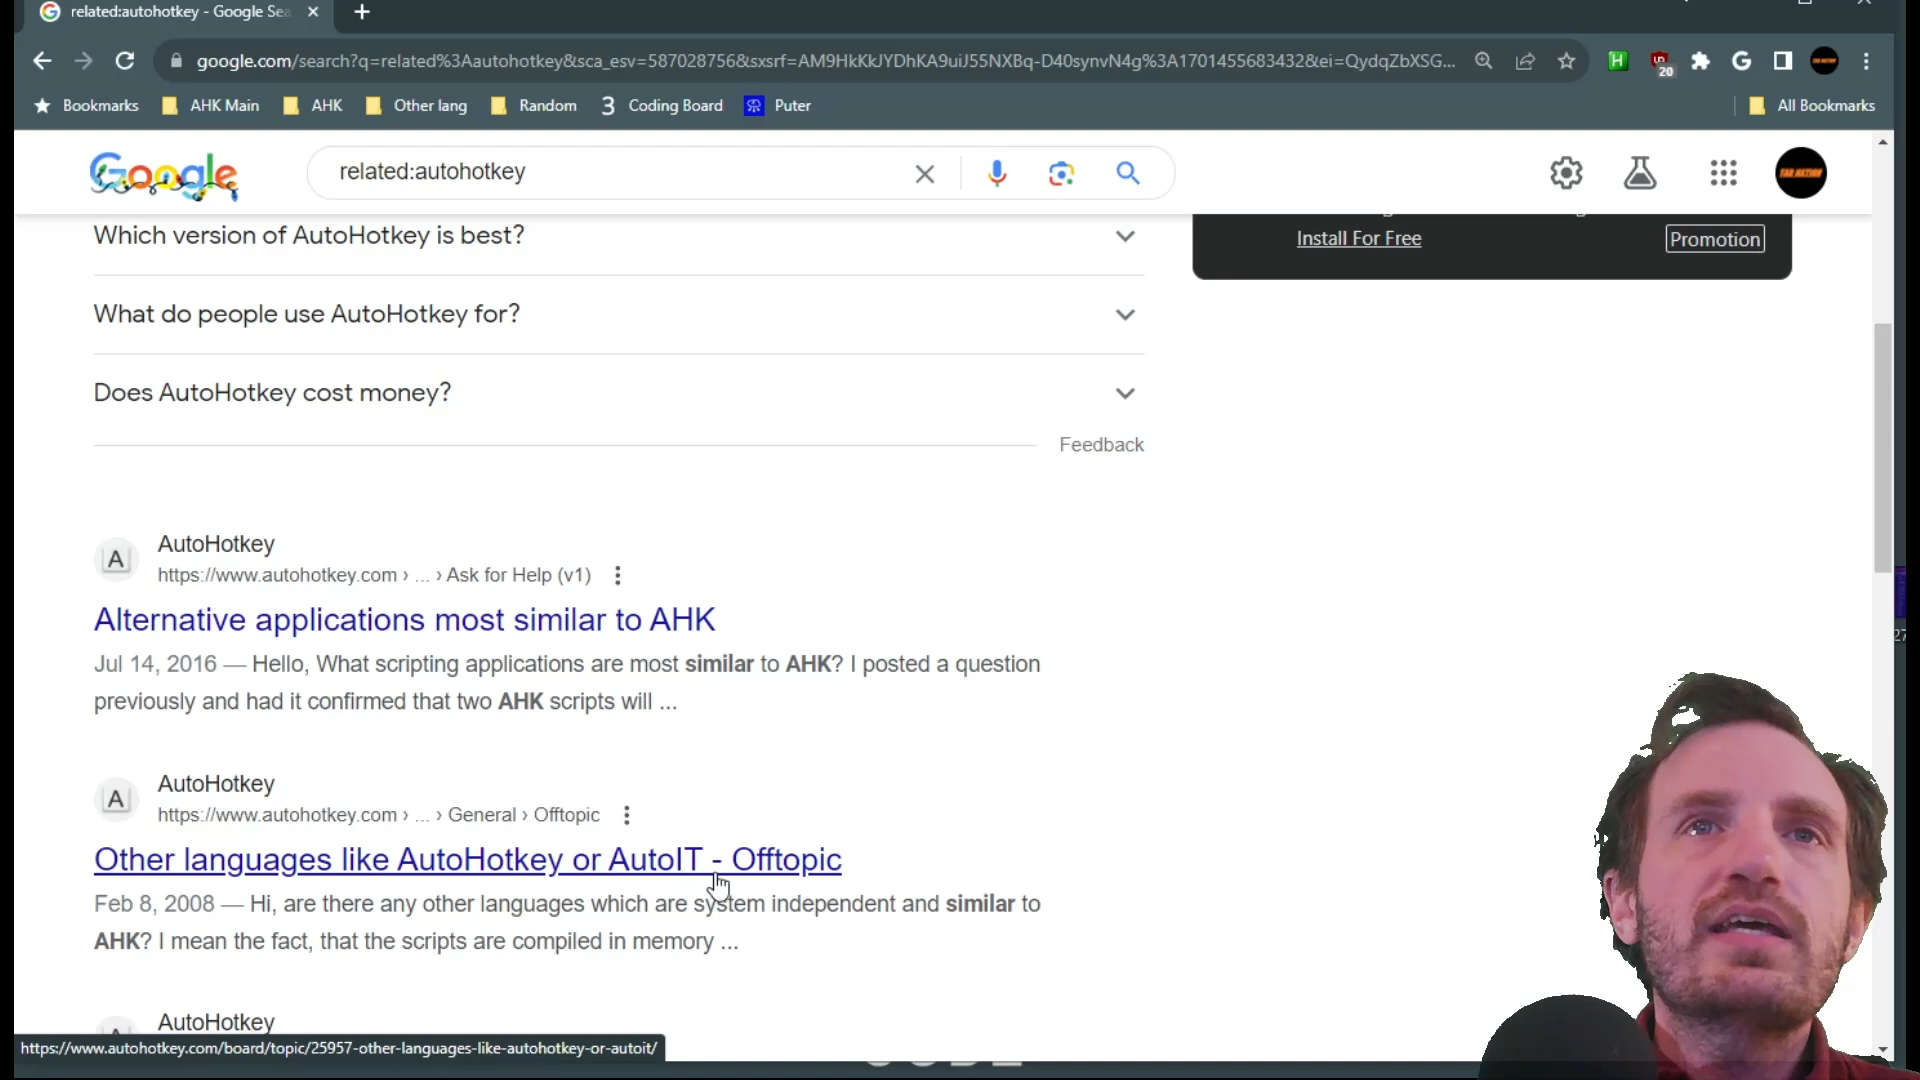 related:autohotkey - Google Sea
google.com/search?q=related%3Aautohotkey&sca_esv=587028756&sxsrf=AM9HkKkJYDhKA9uiJ55NXBq-D40synvN4g%3A1701455683432&ei=QydqZbXSG...
20
Bookmarks
AHK Main
AHK
Other lang
Random
Coding Board
Puter
All Bookmarks
Google
related:autohotkey
Which version of AutoHotkey is best?
Install For Free
Promotion
What do people use AutoHotkey for?
Does AutoHotkey cost money?
Feedback
A
AutoHotkey
https://www.autohotkey.com › ... › Ask for Help (v1)
Alternative applications most similar to AHK
Jul 14, 2016 — Hello, What scripting applications are most similar to AHK? I posted a question
previously and had it confirmed that two AHK scripts will ...
A
AutoHotkey
https://www.autohotkey.com › ... › General › Offtopic
Other languages like AutoHotkey or AutoIT - Offtopic
Feb 8, 2008 — Hi, are there any other languages which are system independent and similar to
AHK? I mean the fact, that the scripts are compiled in memory ...
AutoHotkey
https://www.autohotkey.com/board/topic/25957-other-languages-like-autohotkey-or-autoit/